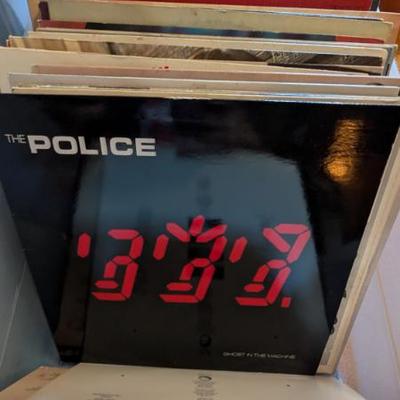 THE POLICE
GHOST IN THE MACHINE